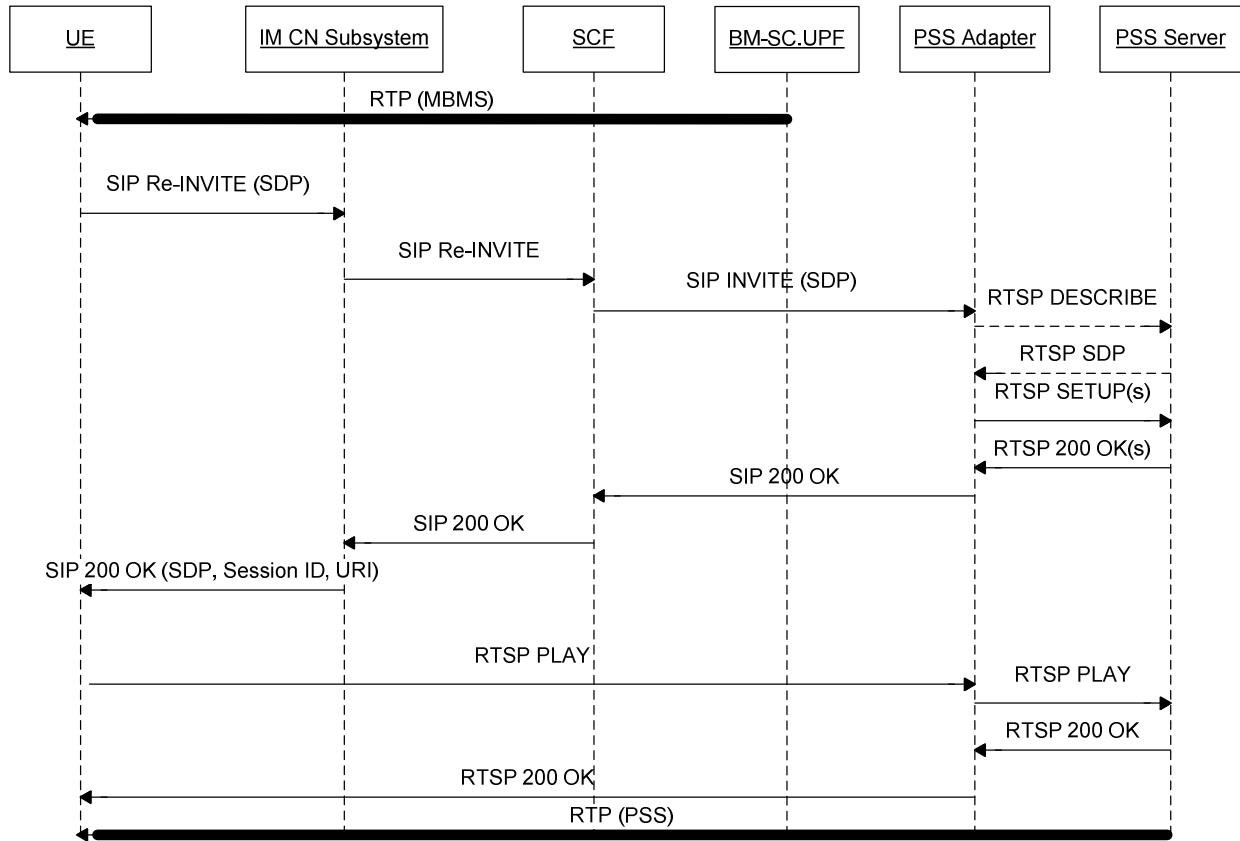 UE
IM CN Subsystem
SCF
BM-SC.UPF
PSS Adapter
PSS Server
RTP (MBMS)
SIP Re-INVITE (SDP)
SIP Re-INVITE
SIP INVITE (SDP)
RTSP DESCRIBE
RTSP SDP
RTSP SETUP(s)
RTSP 200 OK(s)
SIP 200 OK
SIP 200 OK
SIP 200 OK (SDP, Session ID, URI)
RTSP PLAY
RTSP PLAY
RTSP 200 OK
RTSP 200 OK
RTP (PSS)